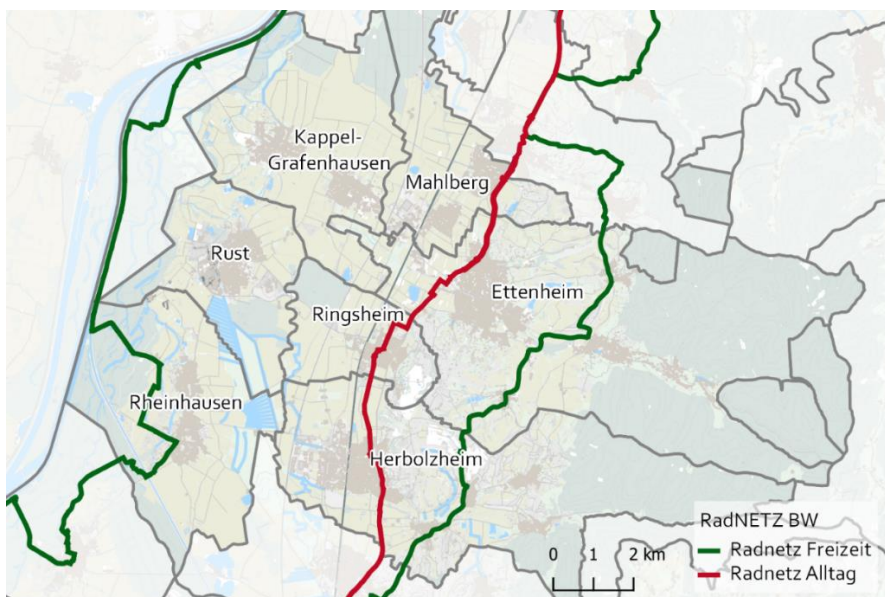 Kappel-
Grafenhausen
Mahlberg
Rust
Ettenheim
Ringsheim
Rheinhausen
Herbolzheim
RadNETZ BW
Radnetz Freizeit
Radnetz Alltag
0 1 2 km